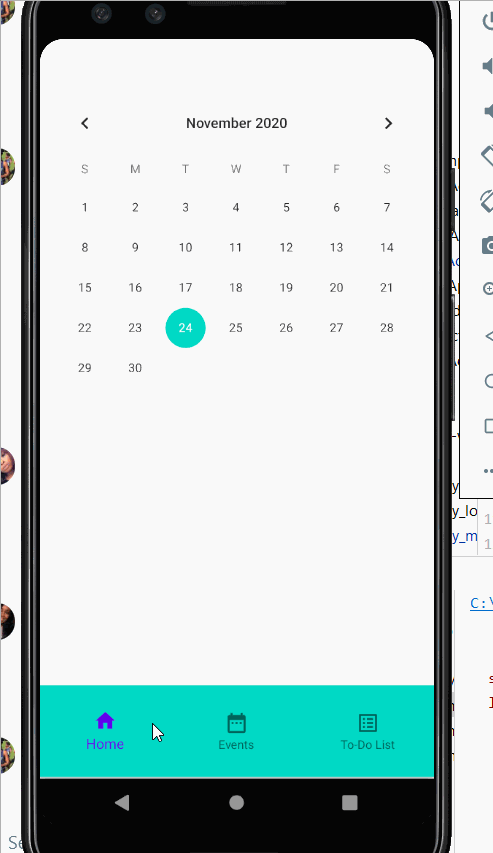 November 2020
S M T W T F S
1 2 3 4 5 6 7
8 9 10 11 12 13 14
15 16 17 18 19 20 21
22 23 24 25 26 27 28
29 30
Home Events To-Do List
y_lo
y_m
C:\
Se